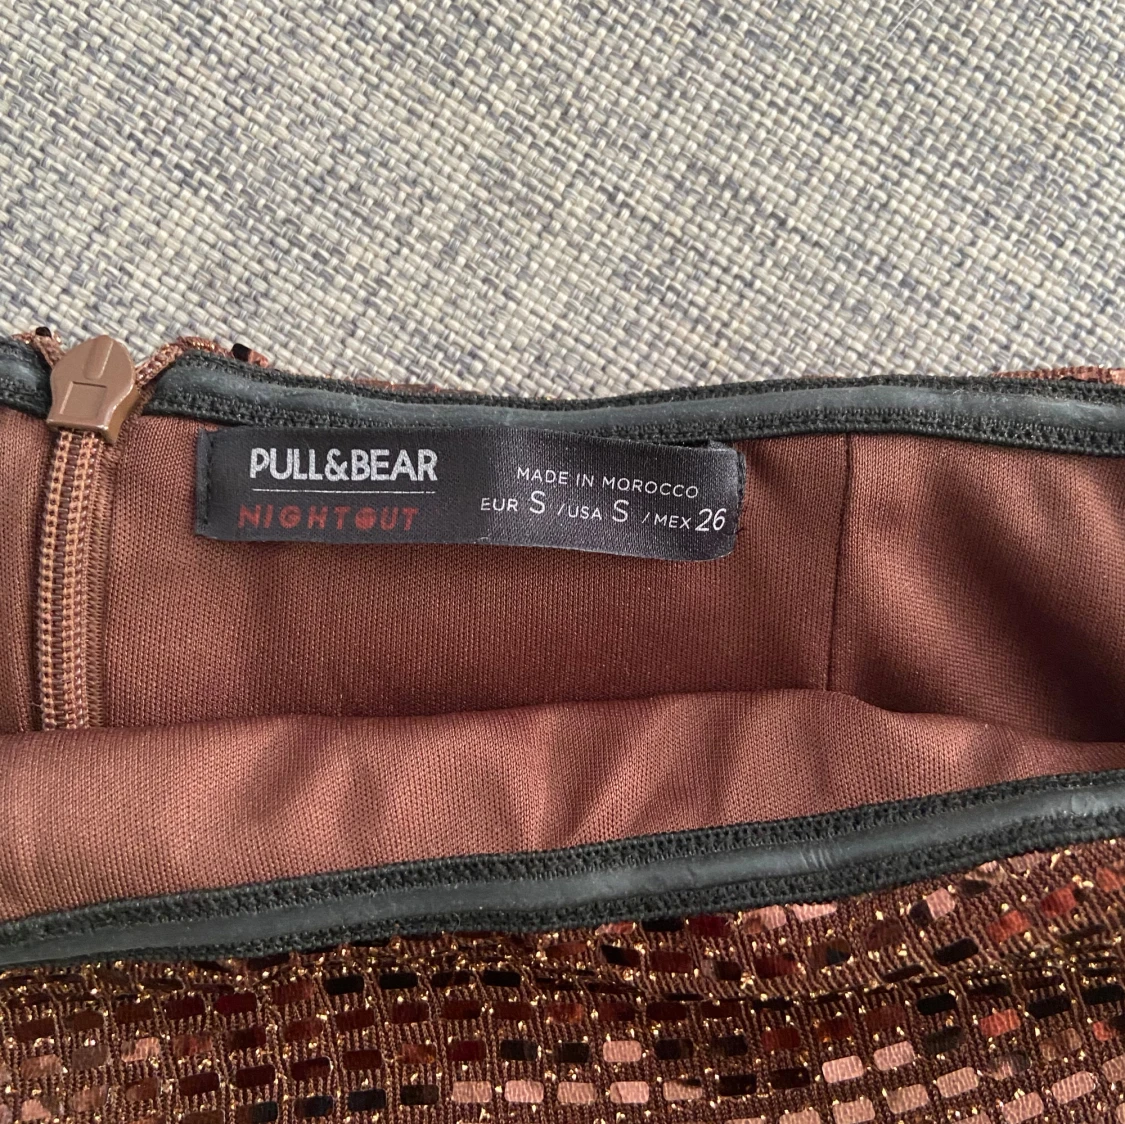 PULL&BEAR
NIGHTOUT
MADE IN MOROCCO
EUR S /USA S /MEX 26